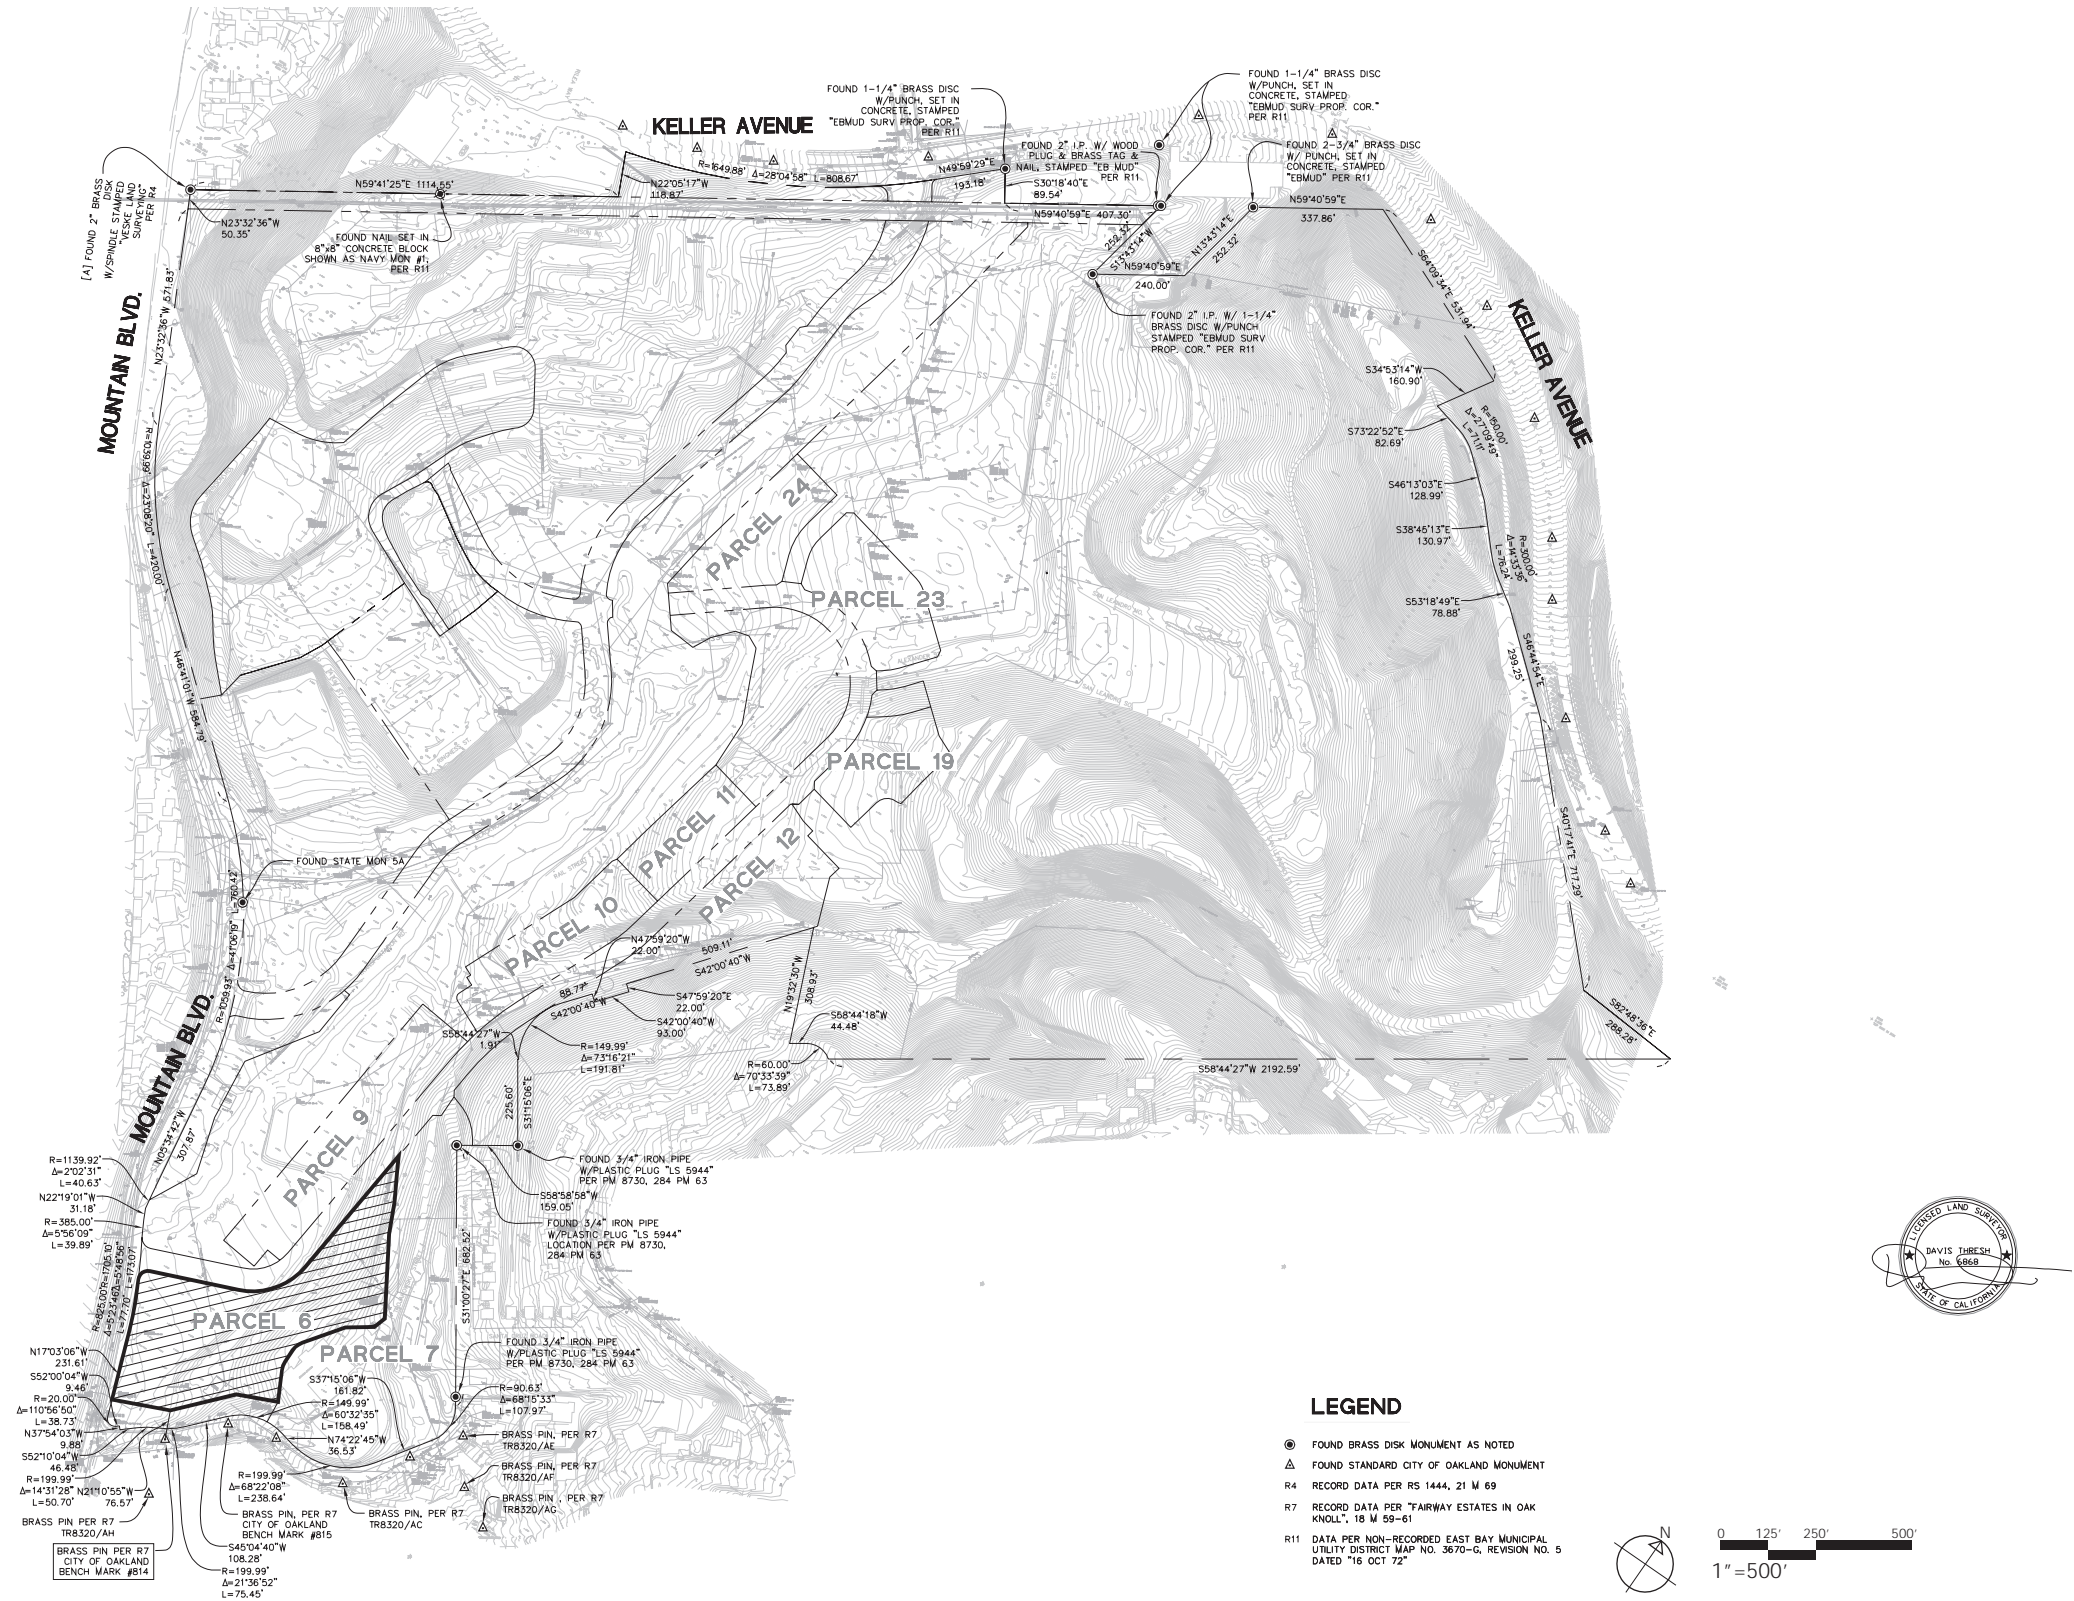 KELLER AVENUE
FOUND 1-1/4" BRASS DISC
W/PUNCH, SET IN
CONCRETE, STAMPED
"EBMUD SURV PROP. COR."
PER R11
FOUND 1-1/4" BRASS DISC
W/PUNCH, SET IN
CONCRETE, STAMPED
"EBMUD SURV PROP. COR."
PER R11
FOUND 2" I.P. W/ WOOD
PLUG & BRASS TAG &
NAIL, STAMPED "EB MUD"
PER R11
FOUND 2-3/4" BRASS DISC
W/ PUNCH, SET IN
CONCRETE, STAMPED
"EBMUD" PER R11
[A] FOUND 2" BRASS
DISK
W/SPINDLE STAMPED
"VESKE LAND
SURVEYING"
PER R4
N59°41'25"E 1114.55'
N23°32'36"W
50.35'
FOUND NAIL SET IN
8"x8" CONCRETE BLOCK
SHOWN AS NAVY MON #1,
PER R11
N22°05'17"W
118.87'
R=1649.88' Δ=28°04'58" L=808.67'
N49°59'29"E
193.18'
S30°18'40"E
89.54'
N59°40'59"E 407.30'
252.32'
S13°43'14"W
N59°40'59"E
240.00'
N13°43'14"E
252.32'
N59°40'59"E
337.86'
FOUND 2" I.P. W/ 1-1/4"
BRASS DISC W/PUNCH
STAMPED "EBMUD SURV
PROP. COR." PER R11
S64°09'34"E 531.94'
KELLER AVENUE
S34°53'14"W
160.90'
R=150.00'
Δ=27°09'49"
L=71.11'
S73°22'52"E
82.69'
S46°13'03"E
128.99'
S38°45'13"E
130.97'
R=300.00'
Δ=14°33'36"
L=76.24'
S53°18'49"E
78.88'
S46°44'54"E
299.25'
S40°17'41"E 717.29'
S82°48'36"E
288.28'
S58°44'27"W 2192.59'
MOUNTAIN BLVD.
N23°32'36"W 571.83'
R=1039.99' Δ=23°08'20" L=420.00'
N46°41'01"W 584.79'
PARCEL 24
PARCEL 23
PARCEL 19
PARCEL 11
PARCEL 12
PARCEL 10
FOUND STATE MON 5A
R=1059.93' Δ=41°06'19" L=760.42'
N47°59'20"W
22.00'
509.11'
S42°00'40"W
88.77'
S42°00'40"W
S47°59'20"E
22.00'
S42°00'40"W
93.00'
N19°32'30"W
308.93'
S58°44'18"W
44.48'
R=60.00'
Δ=70°33'39"
L=73.89'
S58°44'27"W
1.91'
R=149.99'
Δ=73°16'21"
L=191.81'
225.60'
S31°15'06"E
MOUNTAIN BLVD.
N05°34'42"W
307.87'
PARCEL 9
FOUND 3/4" IRON PIPE
W/PLASTIC PLUG "LS 5944"
PER PM 8730, 284 PM 63
S58°58'58"W
159.05'
FOUND 3/4" IRON PIPE
W/PLASTIC PLUG "LS 5944"
LOCATION PER PM 8730,
284 PM 63
S31°00'27"E 682.52'
R=1139.92'
Δ=2°02'31"
L=40.63'
N22°19'01"W
31.18'
R=385.00'
Δ=5°56'09"
L=39.89'
R=1705.10'
Δ=5°48'56"
L=173.07'
R=825.00'
Δ=5°23'46"
L=77.70'
PARCEL 6
PARCEL 7
FOUND 3/4" IRON PIPE
W/PLASTIC PLUG "LS 5944"
PER PM 8730, 284 PM 63
N17°03'06"W
231.61'
S52°00'04"W
9.46'
R=20.00'
Δ=110°56'50"
L=38.73'
N37°54'03"W
9.88'
S52°10'04"W
46.48'
R=199.99'
Δ=14°31'28"
L=50.70'
N21°10'55"W
76.57'
BRASS PIN PER R7
TR8320/AH
BRASS PIN PER R7
CITY OF OAKLAND
BENCH MARK #814
S37°15'06"W
161.82'
R=149.99'
Δ=60°32'35"
L=158.49'
N74°22'45"W
36.53'
R=90.63'
Δ=68°15'33"
L=107.97'
R=199.99'
Δ=68°22'08"
L=238.64'
BRASS PIN, PER R7
CITY OF OAKLAND
BENCH MARK #815
S45°04'40"W
108.28'
R=199.99'
Δ=21°36'52"
L=75.45'
BRASS PIN, PER R7
TR8320/AC
BRASS PIN, PER R7
TR8320/AE
BRASS PIN, PER R7
TR8320/AF
BRASS PIN , PER R7
TR8320/AG
LICENSED LAND SURVEYOR
DAVIS THRESH
No. 6868
STATE OF CALIFORNIA
LEGEND
FOUND BRASS DISK MONUMENT AS NOTED
FOUND STANDARD CITY OF OAKLAND MONUMENT
R4 RECORD DATA PER RS 1444, 21 M 69
R7 RECORD DATA PER "FAIRWAY ESTATES IN OAK
KNOLL", 18 M 59-61
R11 DATA PER NON-RECORDED EAST BAY MUNICIPAL
UTILITY DISTRICT MAP NO. 3670-G, REVISION NO. 5
DATED "16 OCT 72"
N
0 125' 250' 500'
1"=500'